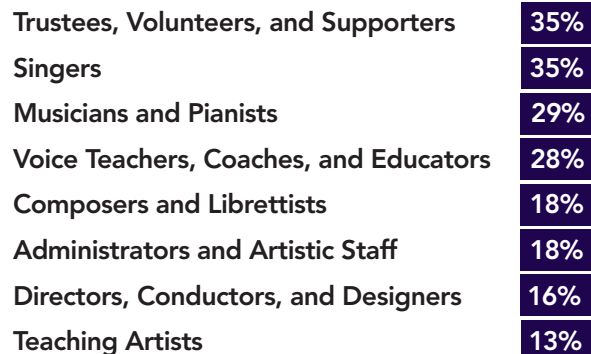 Trustees, Volunteers, and Supporters 35%
Singers 35%
Musicians and Pianists 29%
Voice Teachers, Coaches, and Educators 28%
Composers and Librettists 18%
Administrators and Artistic Staff 18%
Directors, Conductors, and Designers 16%
Teaching Artists 13%